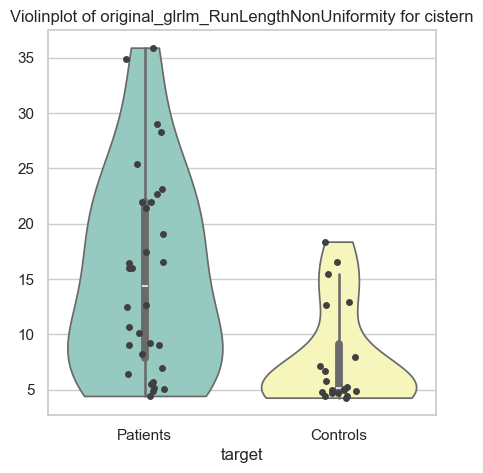 Violinplot of original_glrlm_RunLengthNonUniformity for cistern
35
30
25
20
15
10
5
Patients
Controls
target